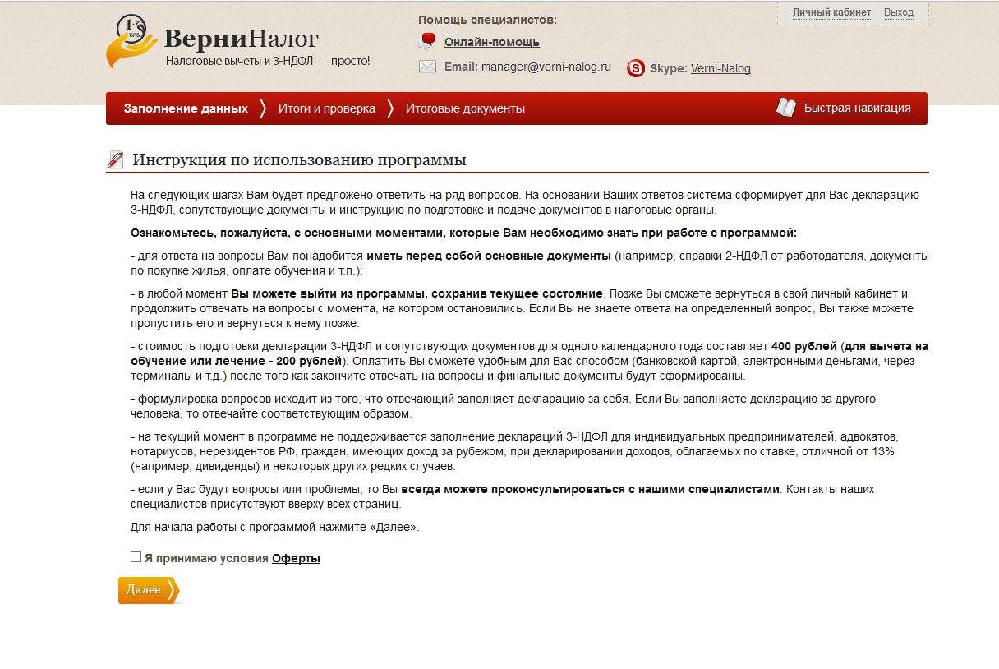 Личный кабинет Выход
1
БЛВ.
ВерниНалог
Налоговые вычеты и 3-НДФЛ — просто!
Помощь специалистов:
Онлайн-помощь
Email: manager@verni-nalog.ru
S Skype: Verni-Nalog
Заполнение данных Итоги и проверка Итоговые документы Быстрая навигация
Инструкция по использованию программы
На следующих шагах Вам будет предложено ответить на ряд вопросов. На основании Ваших ответов система сформирует для Вас декларацию
3-НДФЛ, сопутствующие документы и инструкцию по подготовке и подаче документов в налоговые органы.
Ознакомьтесь, пожалуйста, с основными моментами, которые Вам необходимо знать при работе с программой:
- для ответа на вопросы Вам понадобится иметь перед собой основные документы (например, справки 2-НДФЛ от работодателя, документы
по покупке жилья, оплате обучения и т.п.);
- в любой момент Вы можете выйти из программы, сохранив текущее состояние. Позже Вы сможете вернуться в свой личный кабинет и
продолжить отвечать на вопросы с момента, на котором остановились. Если Вы не знаете ответа на определенный вопрос, Вы также можете
пропустить его и вернуться к нему позже.
- стоимость подготовки декларации 3-НДФЛ и сопутствующих документов для одного календарного года составляет 400 рублей (для вычета на
обучение или лечение - 200 рублей). Оплатить Вы сможете удобным для Вас способом (банковской картой, электронными деньгами, через
терминалы и т.д.) после того как закончите отвечать на вопросы и финальные документы будут сформированы.
- формулировка вопросов исходит из того, что отвечающий заполняет декларацию за себя. Если Вы заполняете декларацию за другого
человека, то отвечайте соответствующим образом.
- на текущий момент в программе не поддерживается заполнение деклараций 3-НДФЛ для индивидуальных предпринимателей, адвокатов,
нотариусов, нерезидентов РФ, граждан, имеющих доход за рубежом, при декларировании доходов, облагаемых по ставке, отличной от 13%
(например, дивиденды) и некоторых других редких случаев.
- если у Вас будут вопросы или проблемы, то Вы всегда можете проконсультироваться с нашими специалистами. Контакты наших
специалистов присутствуют вверху всех страниц.
Для начала работы с программой нажмите «Далее».
Я принимаю условия Оферты
Далее